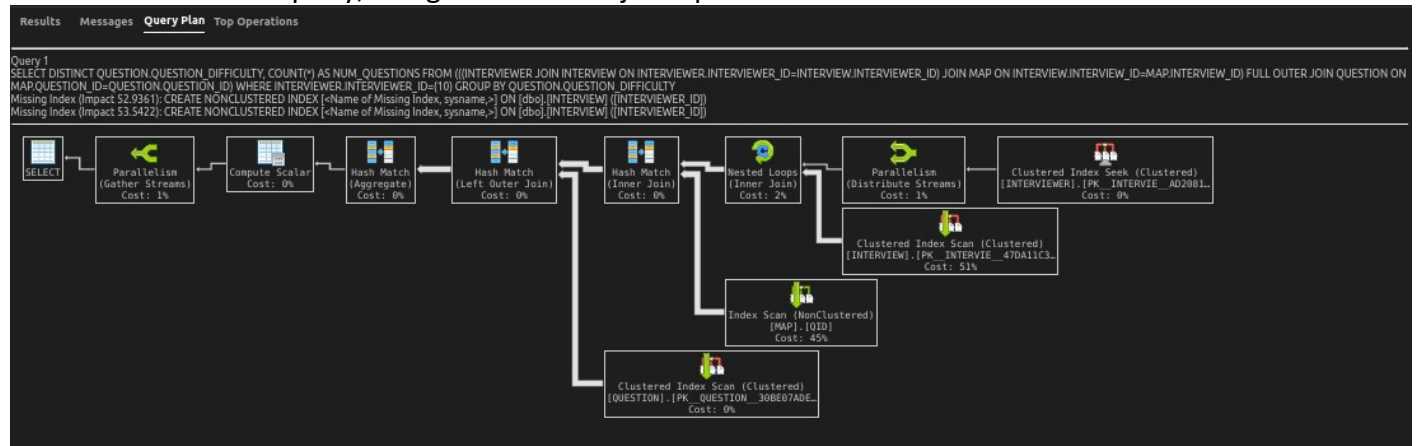 Results Messages Query Plan Top Operations
Query 1
SELECT DISTINCT QUESTION.QUESTION_DIFFICULTY, COUNT(*) AS NUM_QUESTIONS FROM (((INTERVIEWER JOIN INTERVIEW ON INTERVIEWER.INTERVIEWER_ID=INTERVIEW.INTERVIEWER_ID) JOIN MAP ON INTERVIEW.INTERVIEW_ID=MAP.INTERVIEW_ID) FULL OUTER JOIN QUESTION ON
MAP.QUESTION_ID=QUESTION.QUESTION_ID) WHERE INTERVIEWER.INTERVIEWER_ID=(10) GROUP BY QUESTION.QUESTION_DIFFICULTY
Missing Index (Impact 52.9361): CREATE NONCLUSTERED INDEX [<Name of Missing Index, sysname,>] ON [dbo].[INTERVIEW] ([INTERVIEWER_ID])
Missing Index (Impact 53.5422): CREATE NONCLUSTERED INDEX [<Name of Missing Index, sysname,>] ON [dbo].[INTERVIEW] ([INTERVIEWER_ID])
SELECT
Parallelism
(Gather Streams)
Cost: 1%
Compute Scalar
Cost: 0%
Hash Match
(Aggregate)
Cost: 0%
Hash Match
(Left Outer Join)
Cost: 0%
Hash Match
(Inner Join)
Cost: 0%
Nested Loops
(Inner Join)
Cost: 2%
Parallelism
(Distribute Streams)
Cost: 1%
Clustered Index Seek (Clustered)
[INTERVIEWER].[PK__INTERVIE__AD2081…
Cost: 0%
Clustered Index Scan (Clustered)
[INTERVIEW].[PK__INTERVIE__47DA11C3…
Cost: 51%
Index Scan (NonClustered)
[MAP].[QID]
Cost: 45%
Clustered Index Scan (Clustered)
[QUESTION].[PK__QUESTION__30BE07ADE…
Cost: 0%